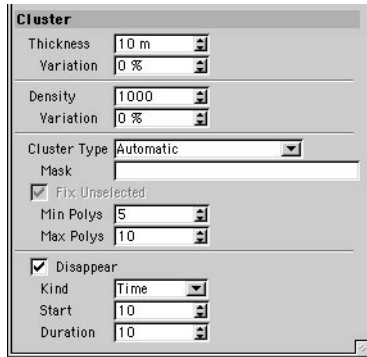 Cluster
Thickness 10 m
Variation 0 %
Density 1000
Variation 0 %
Cluster Type Automatic
Mask
Fix Unselected
Min Polys 5
Max Polys 10
Disappear
Kind Time
Start 10
Duration 10